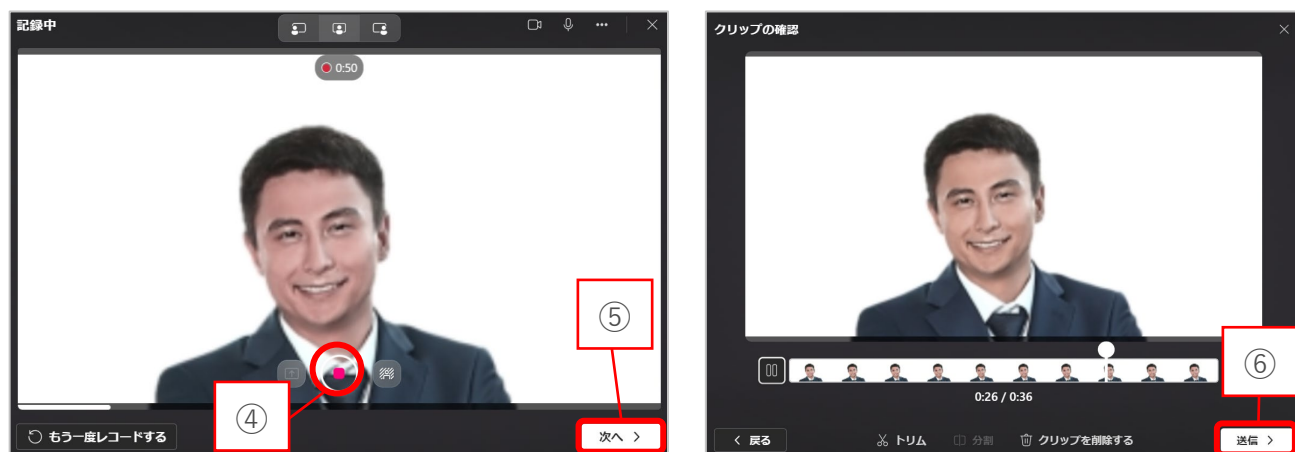 記録中
0:50
④
⑤
もう一度レコードする
次へ
クリップの確認
0:26 / 0:36
⑥
戻る
トリム
分割
クリップを削除する
送信